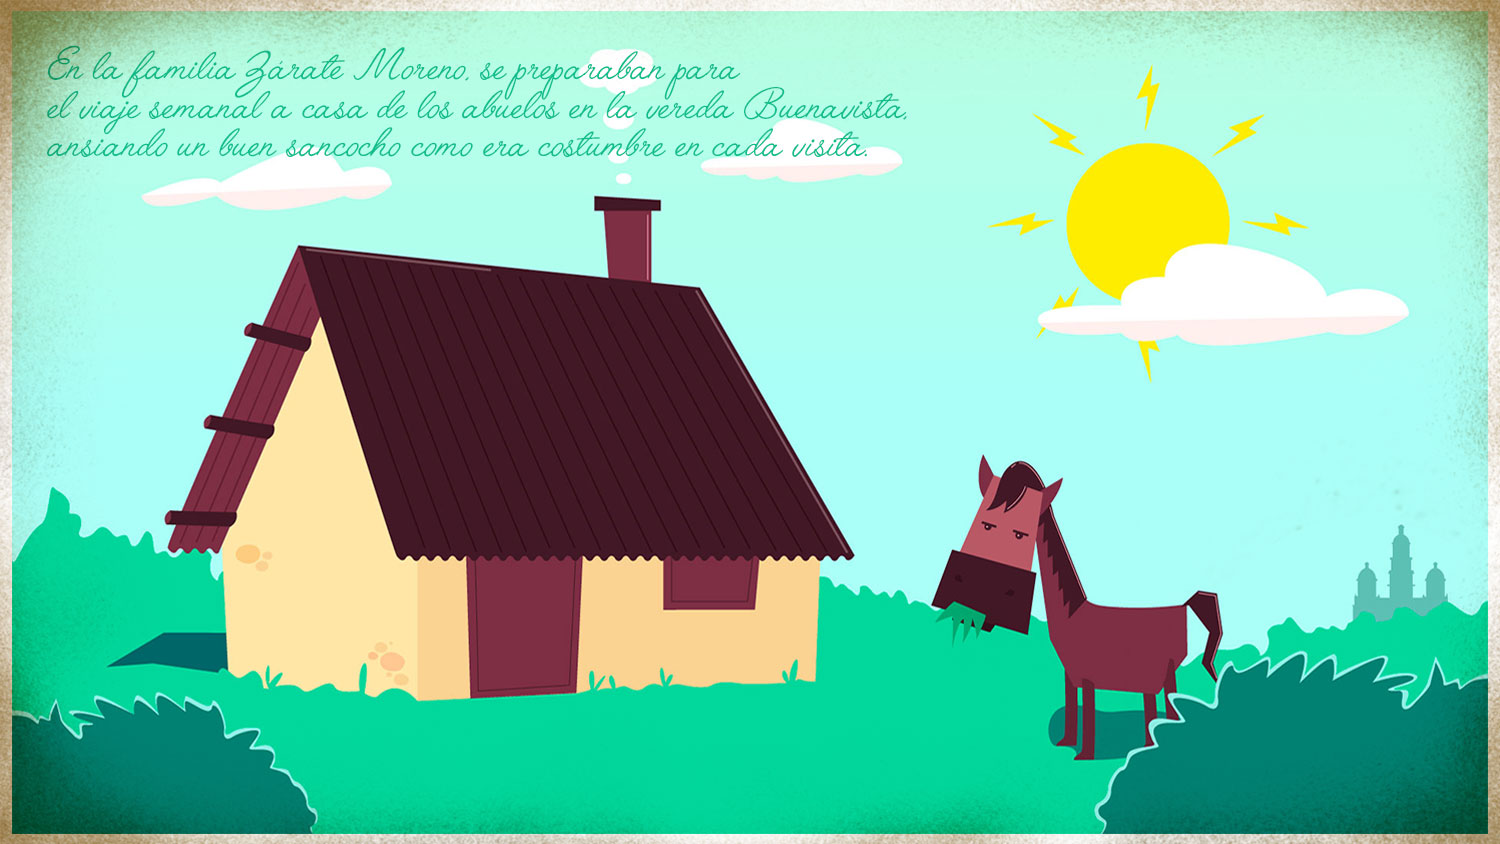 En la familia Zárate Moreno, se preparaban para
el viaje semanal a casa de los abuelos en la vereda Buenavista,
ansiando un buen sancocho como era costumbre en cada visita.